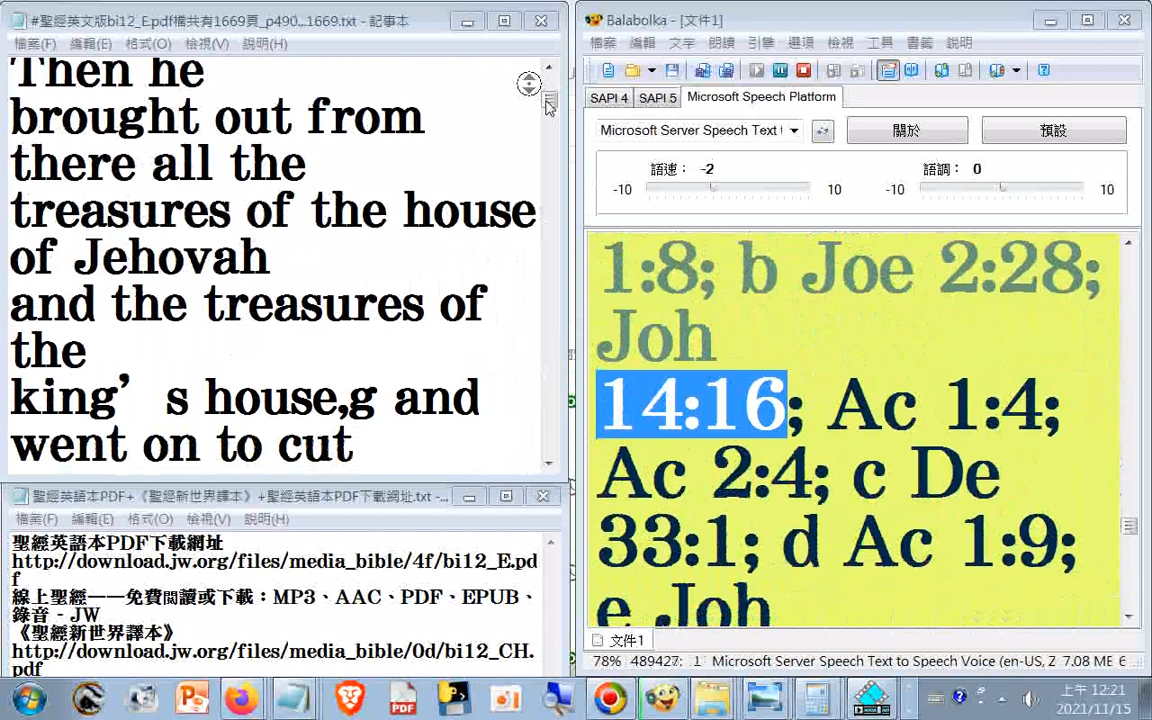 #聖經英文版bi12_E.pdf檔共有1669頁_p490...1669.txt - 記事本
檔案(F) 編輯(E) 格式(O) 檢視(V) 說明(H)
Then he
brought out from
there all the
treasures of the house
of Jehovah
and the treasures of
the
king’s house,g and
went on to cut
聖經英語本PDF+《聖經新世界譯本》+聖經英語本PDF下載網址.txt -...
檔案(F) 編輯(E) 格式(O) 檢視(V) 說明(H)
聖經英語本PDF下載網址
http://download.jw.org/files/media_bible/4f/bi12_E.pd
f
線上聖經——免費閱讀或下載：MP3、AAC、PDF、EPUB、
錄音 - JW
《聖經新世界譯本》
http://download.jw.org/files/media_bible/0d/bi12_CH.
pdf
Balabolka - [文件1]
檔案 編輯 文字 朗讀 引擎 選項 檢視 工具 書籤 說明
SAPI 4 SAPI 5 Microsoft Speech Platform
Microsoft Server Speech Text 關於 預設
語速： -2 語調： 0
-10 10 -10 10
1:8; b Joe 2:28;
Joh
14:16; Ac 1:4;
Ac 2:4; c De
33:1; d Ac 1:9;
e Joh
文件1
78% 489427: 1 Microsoft Server Speech Text to Speech Voice (en-US, Z 7.08 ME 6
上午 12:21
2021/11/15